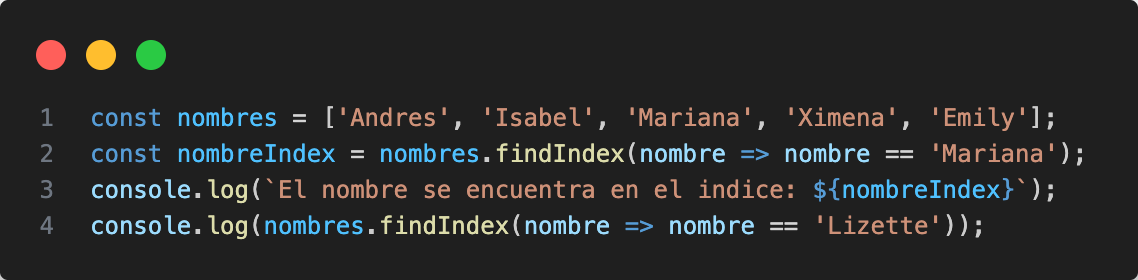 1 const nombres = ['Andres', 'Isabel', 'Mariana', 'Ximena', 'Emily'];
2 const nombreIndex = nombres.findIndex(nombre => nombre == 'Mariana');
3 console.log(`El nombre se encuentra en el indice: ${nombreIndex}`);
4 console.log(nombres.findIndex(nombre => nombre == 'Lizette'));